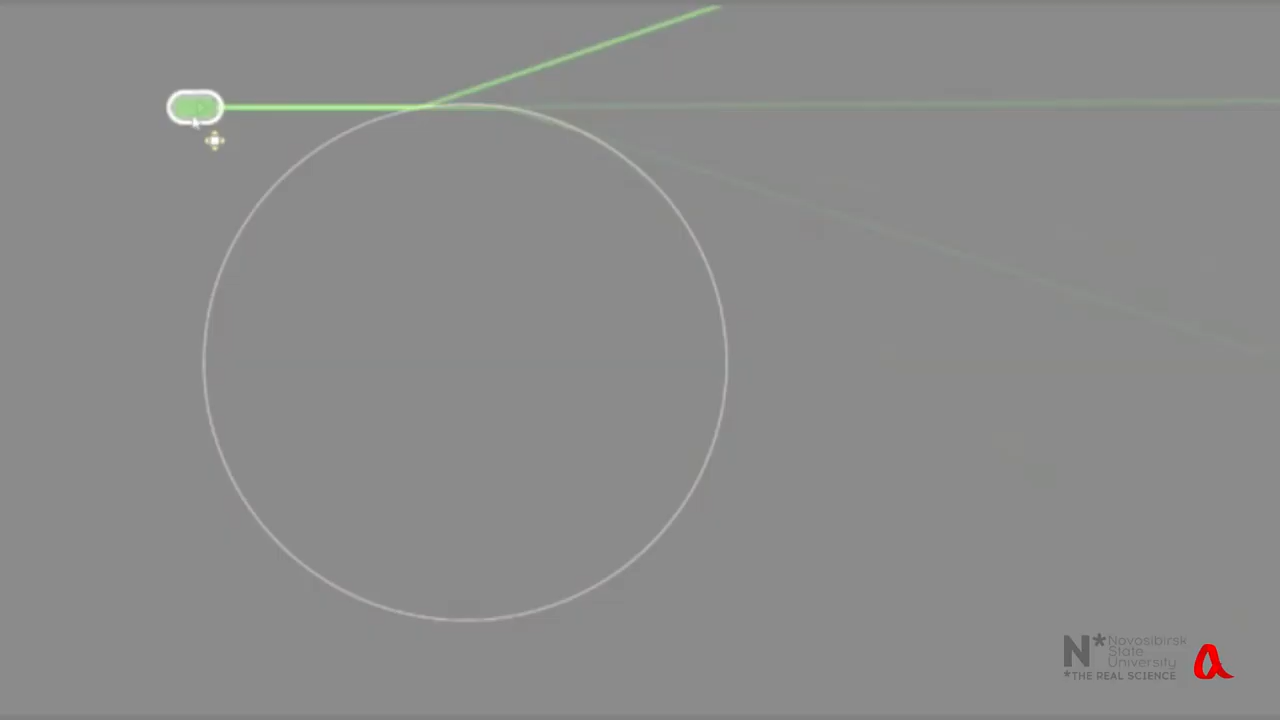 N*
Novosibirsk
State
University
*THE REAL SCIENCE
a